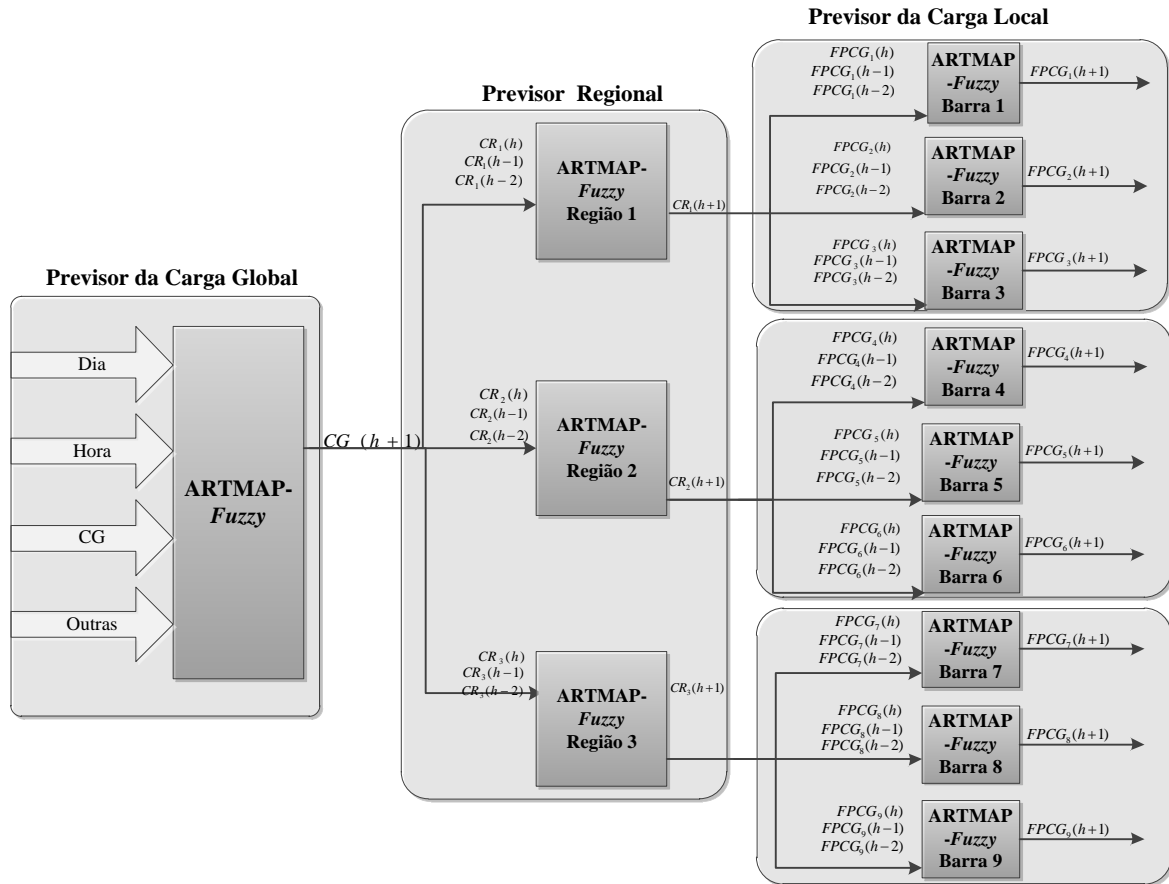 Previsor da Carga Global
Dia
Hora
CG
Outras
ARTMAP-
Fuzzy
CG (h+1)
Previsor Regional
CR₁(h)
CR₁(h−1)
CR₁(h−2)
ARTMAP-
Fuzzy
Região 1
CR₁(h+1)
CR₂(h)
CR₂(h−1)
CR₂(h−2)
ARTMAP-
Fuzzy
Região 2
CR₂(h+1)
CR₃(h)
CR₃(h−1)
CR₃(h−2)
ARTMAP-
Fuzzy
Região 3
CR₃(h+1)
Previsor da Carga Local
FPCG₁(h)
FPCG₁(h−1)
FPCG₁(h−2)
ARTMAP
-Fuzzy
Barra 1
FPCG₁(h+1)
FPCG₂(h)
FPCG₂(h−1)
FPCG₂(h−2)
ARTMAP
-Fuzzy
Barra 2
FPCG₂(h+1)
FPCG₃(h)
FPCG₃(h−1)
FPCG₃(h−2)
ARTMAP
-Fuzzy
Barra 3
FPCG₃(h+1)
FPCG₄(h)
FPCG₄(h−1)
FPCG₄(h−2)
ARTMAP
-Fuzzy
Barra 4
FPCG₄(h+1)
FPCG₅(h)
FPCG₅(h−1)
FPCG₅(h−2)
ARTMAP
-Fuzzy
Barra 5
FPCG₅(h+1)
FPCG₆(h)
FPCG₆(h−1)
FPCG₆(h−2)
ARTMAP
-Fuzzy
Barra 6
FPCG₆(h+1)
FPCG₇(h)
FPCG₇(h−1)
FPCG₇(h−2)
ARTMAP
-Fuzzy
Barra 7
FPCG₇(h+1)
FPCG₈(h)
FPCG₈(h−1)
FPCG₈(h−2)
ARTMAP
-Fuzzy
Barra 8
FPCG₈(h+1)
FPCG₉(h)
FPCG₉(h−1)
FPCG₉(h−2)
ARTMAP
-Fuzzy
Barra 9
FPCG₉(h+1)